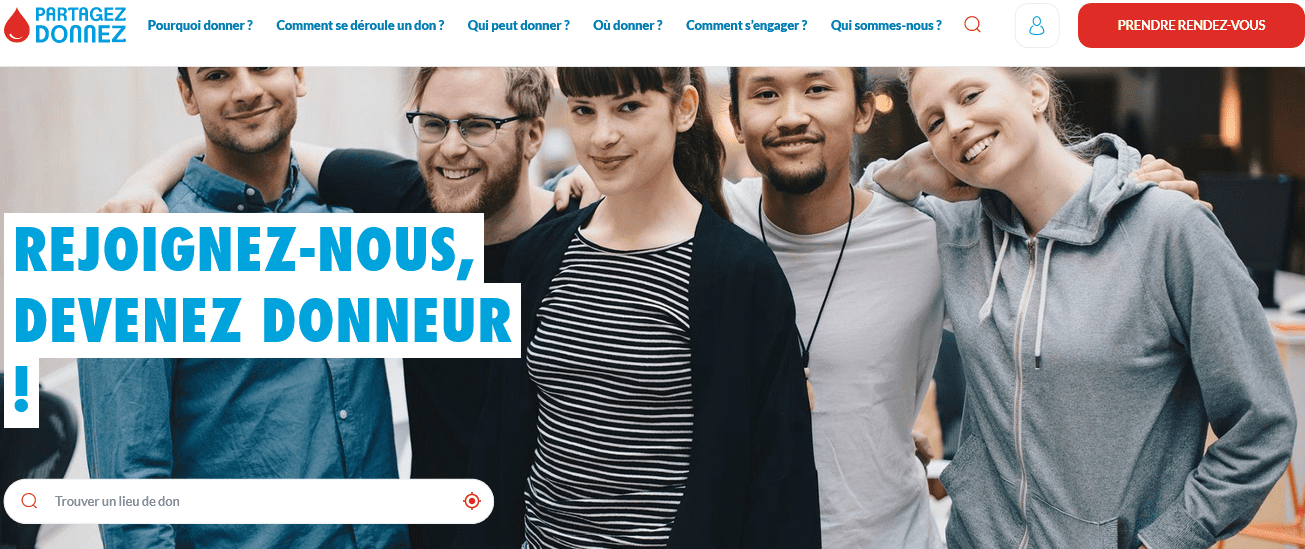 PARTAGEZ
DONNEZ
Pourquoi donner ?
Comment se déroule un don ?
Qui peut donner ?
Où donner ?
Comment s'engager ?
Qui sommes-nous ?
PRENDRE RENDEZ-VOUS
REJOIGNEZ-NOUS,
DEVENEZ DONNEUR
!
Trouver un lieu de don